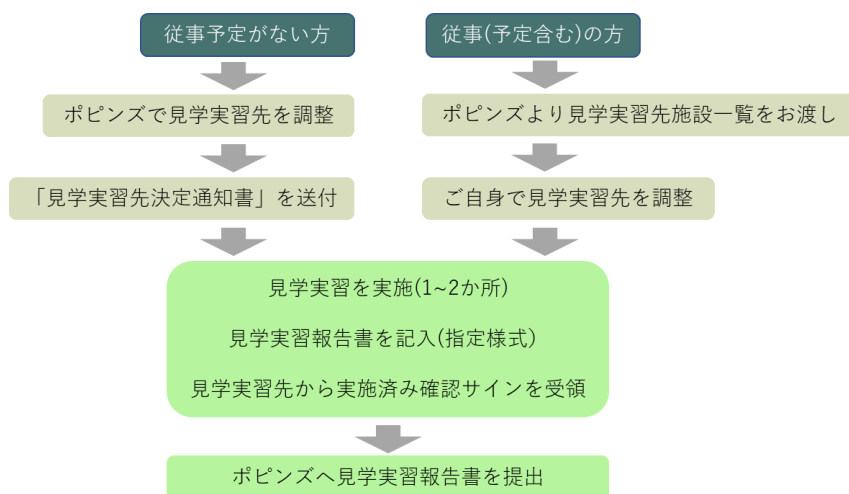 従事予定がない方
従事(予定含む)の方
ポピンズで見学実習先を調整
ポピンズより見学実習先施設一覧をお渡し
「見学実習先決定通知書」を送付
ご自身で見学実習先を調整
見学実習を実施(1~2か所)
見学実習報告書を記入(指定様式)
見学実習先から実施済み確認サインを受領
ポピンズへ見学実習報告書を提出